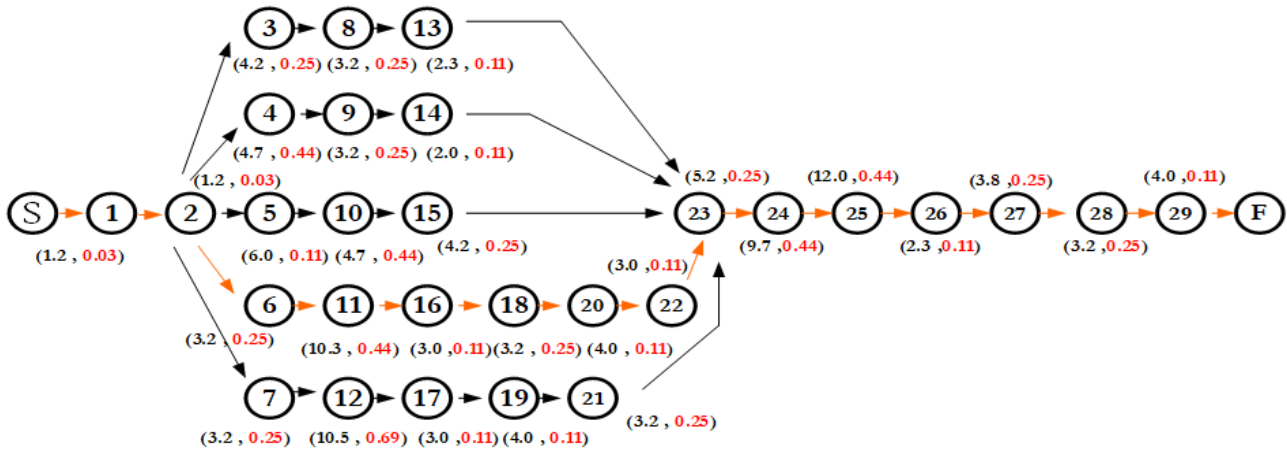 3 8 13
(4.2 , 0.25) (3.2 , 0.25) (2.3 , 0.11)
4 9 14
(4.7 , 0.44) (3.2 , 0.25) (2.0 , 0.11)
(1.2 , 0.03)
(5.2 ,0.25) (12.0 ,0.44) (3.8 ,0.25) (4.0 ,0.11)
S 1 2 5 10 15 23 24 25 26 27 28 29 F
(1.2 , 0.03) (6.0 , 0.11) (4.7 , 0.44) (4.2 , 0.25) (9.7 ,0.44) (2.3 ,0.11) (3.2 ,0.25)
(3.0 ,0.11)
6 11 16 18 20 22
(3.2 , 0.25) (10.3 , 0.44) (3.0 ,0.11) (3.2 , 0.25) (4.0 , 0.11)
7 12 17 19 21
(3.2 , 0.25) (10.5 , 0.69) (3.0 ,0.11) (4.0 , 0.11) (3.2 , 0.25)